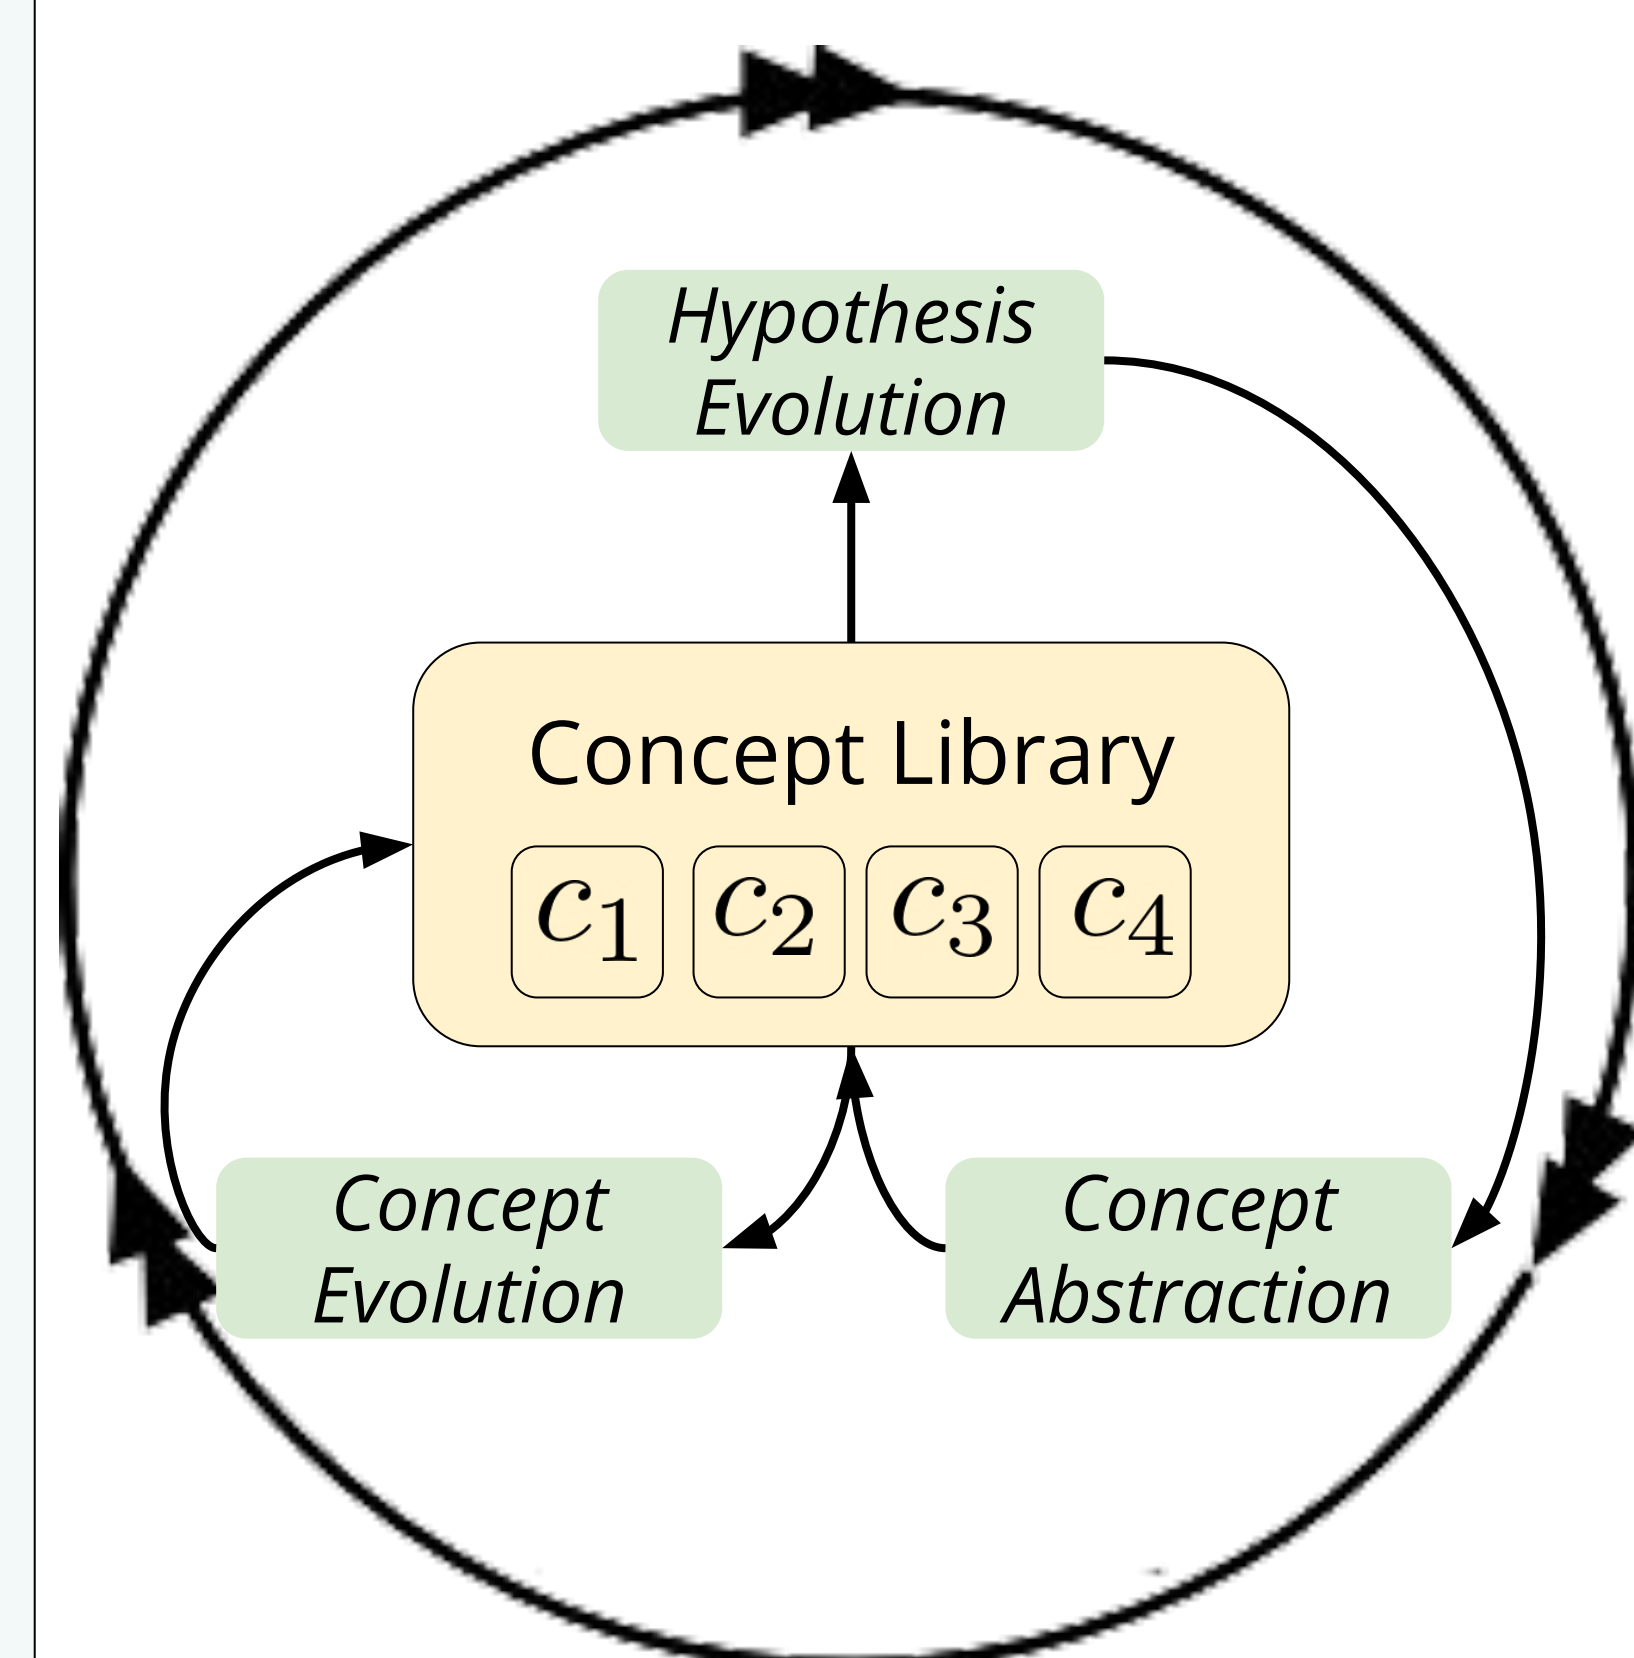 Hypothesis
Evolution
Concept Library
c₁ c₂ c₃ c₄
Concept
Evolution
Concept
Abstraction